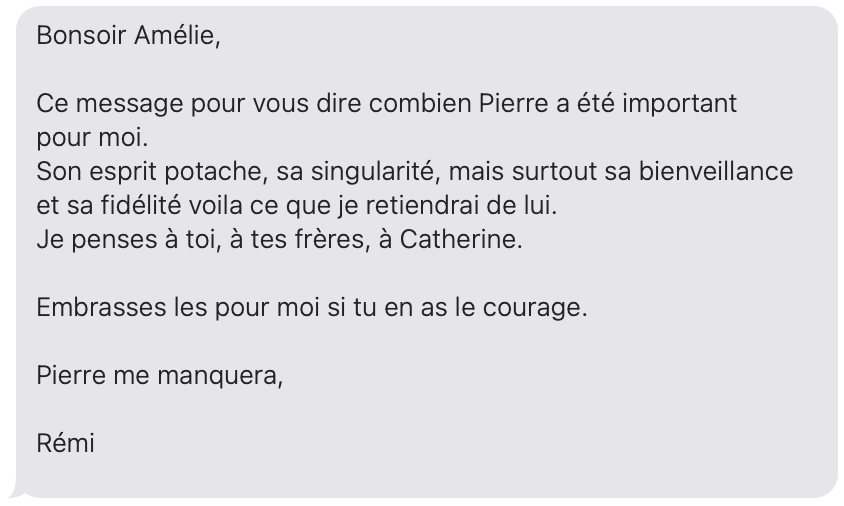 Bonsoir Amélie,
Ce message pour vous dire combien Pierre a été important
pour moi.
Son esprit potache, sa singularité, mais surtout sa bienveillance
et sa fidélité voila ce que je retiendrai de lui.
Je penses à toi, à tes frères, à Catherine.
Embrasses les pour moi si tu en as le courage.
Pierre me manquera,
Rémi